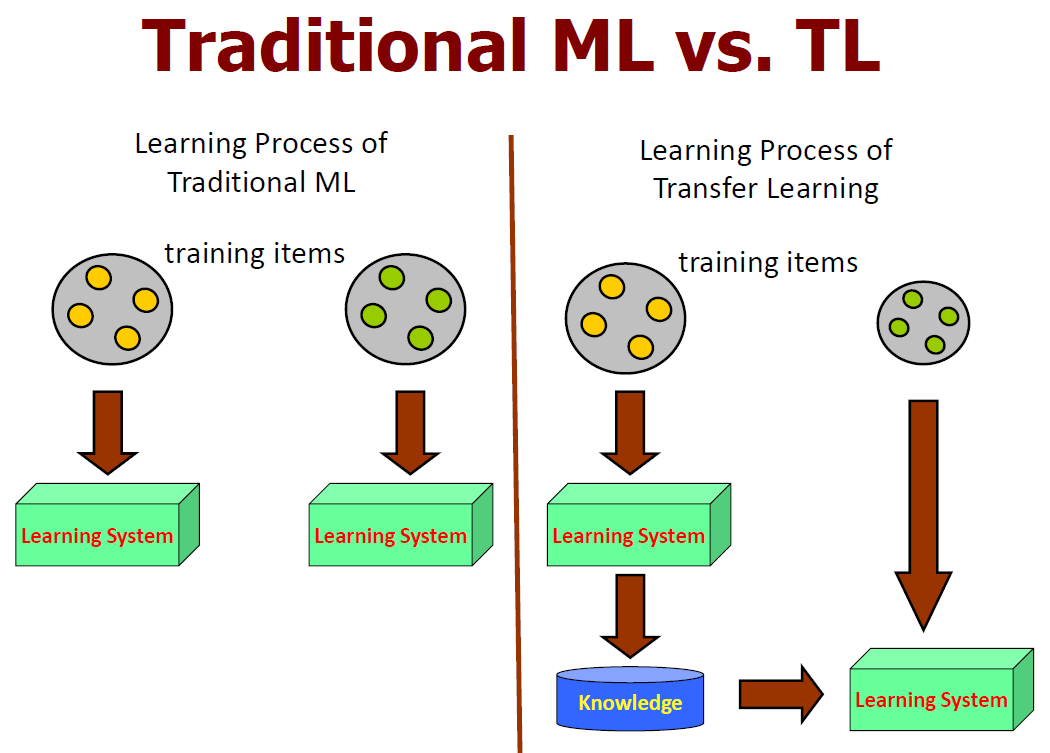 Traditional ML vs. TL
Learning Process of
Traditional ML
training items
Learning System
Learning System
Learning Process of
Transfer Learning
training items
Learning System
Knowledge
Learning System